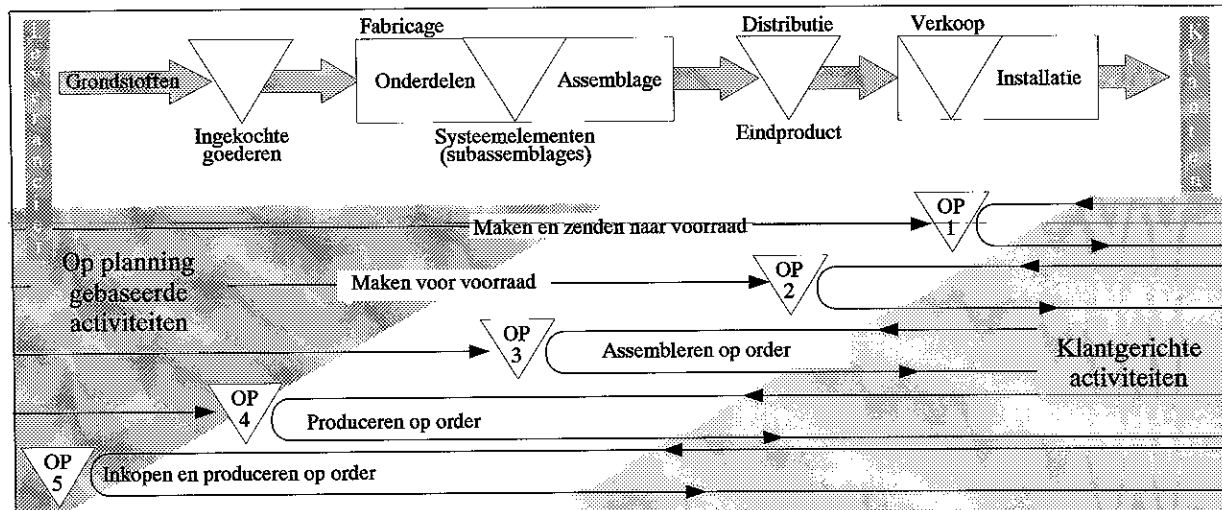 Fabricage
Distributie
Verkoop
Leverancier
Grondstoffen
Onderdelen
Assemblage
Installatie
Klanten
Ingekochte
goederen
Systeemelementen
(subassemblages)
Eindproduct
OP
1
Maken en zenden naar voorraad
Op planning
gebaseerde
activiteiten
Maken voor voorraad
OP
2
OP
3
Assembleren op order
Klantgerichte
activiteiten
OP
4
Produceren op order
OP
5
Inkopen en produceren op order